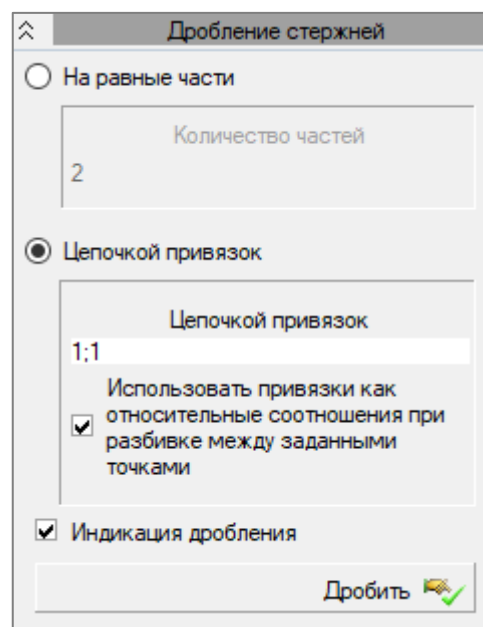 Дробление стержней
На равные части
Количество частей
2
Цепочкой привязок
Цепочкой привязок
1;1
Использовать привязки как
относительные соотношения при
разбивке между заданными
точками
Индикация дробления
Дробить